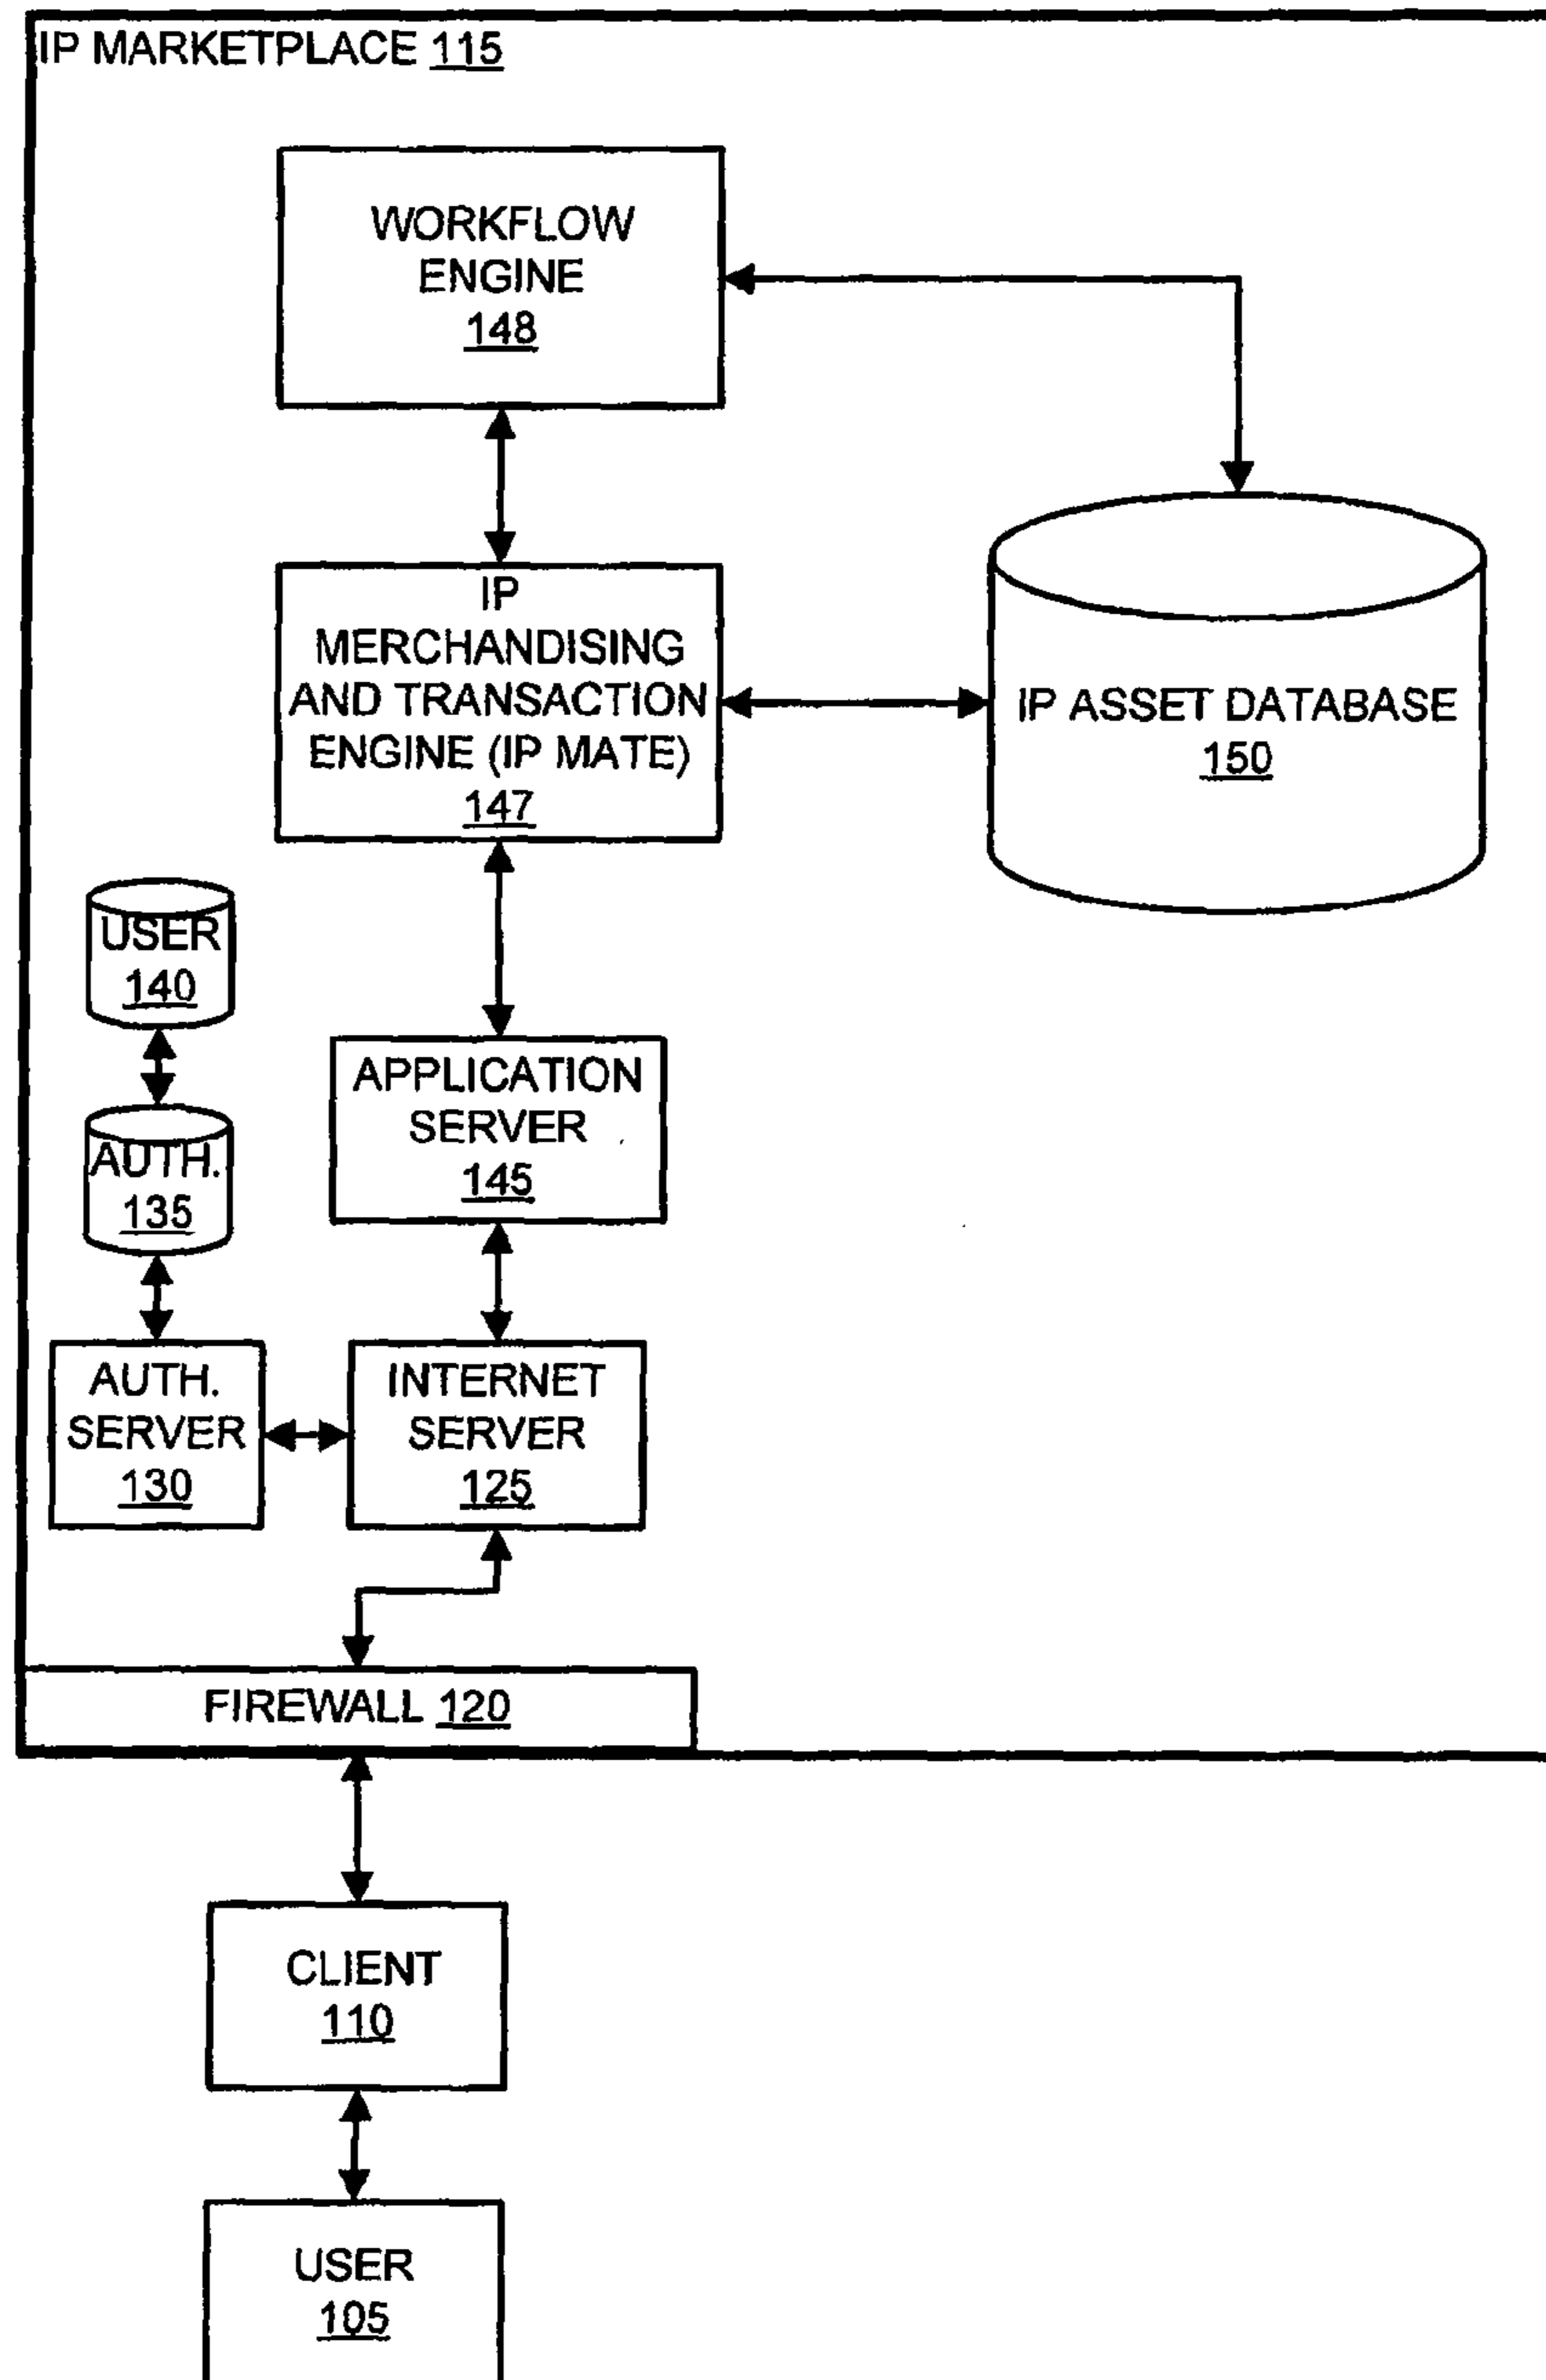 IP MARKETPLACE 115
WORKFLOW
ENGINE
148
IP
MERCHANDISING
AND TRANSACTION
ENGINE (IP MATE)
147
IP ASSET DATABASE
150
USER
140
AUTH.
135
APPLICATION
SERVER
145
AUTH.
SERVER
130
INTERNET
SERVER
125
FIREWALL 120
CLIENT
110
USER
105